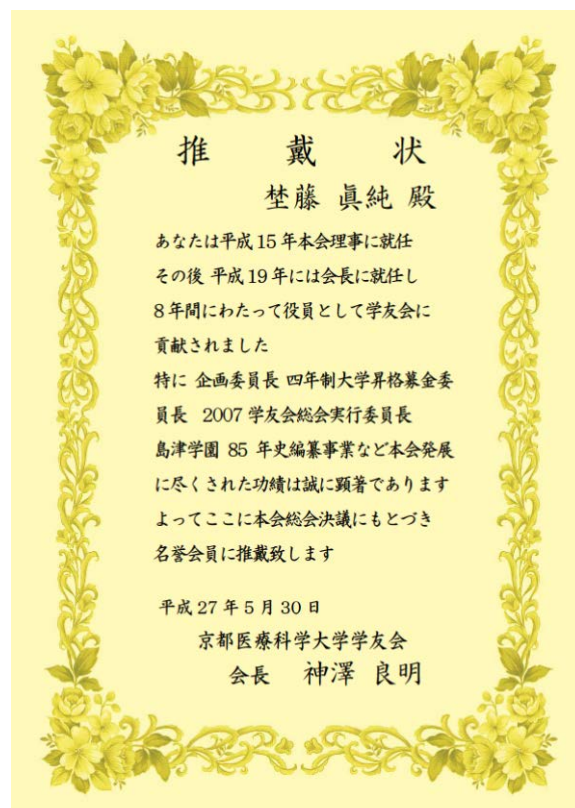 推戴状
埜藤 眞純 殿
あなたは平成15年本会理事に就任
その後 平成19年には会長に就任し
8年間にわたって役員として学友会に
貢献されました
特に 企画委員長 四年制大学昇格募金委
員長 2007 学友会総会実行委員長
島津学園 85 年史編纂事業など本会発展
に尽くされた功績は誠に顕著であります
よってここに本会総会決議にもとづき
名誉会員に推戴致します
平成27年5月30日
京都医療科学大学学友会
会長 神澤 良明